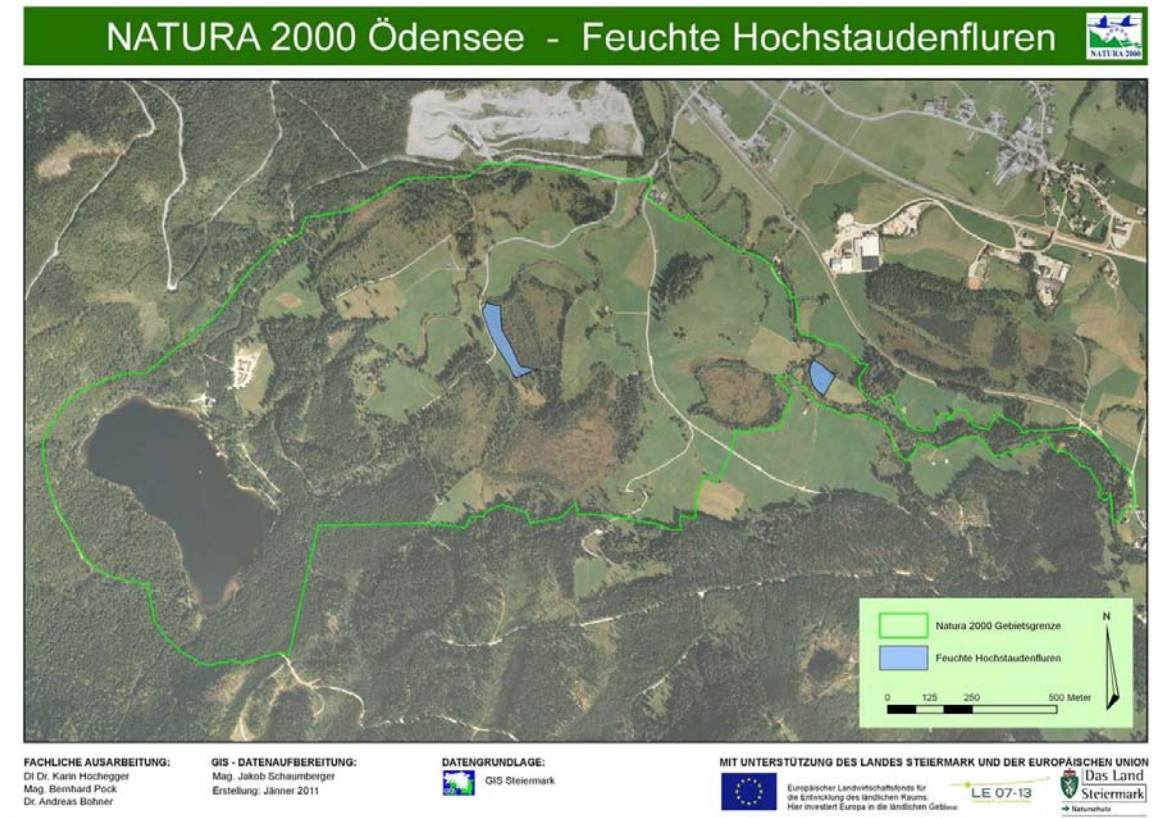 NATURA 2000 Ödensee - Feuchte Hochstaudenfluren
NATURA 2000
Natura 2000 Gebietsgrenze
Feuchte Hochstaudenfluren
N
0 125 250 500 Meter
FACHLICHE AUSARBEITUNG:
DI Dr. Karin Hochegger
Mag. Bernhard Pock
Dr. Andreas Bohner
GIS - DATENAUFBEREITUNG:
Mag. Jakob Schaumberger
Erstellung: Jänner 2011
DATENGRUNDLAGE:
GIS Steiermark
MIT UNTERSTÜTZUNG DES LANDES STEIERMARK UND DER EUROPÄISCHEN UNION
Europäischer Landwirtschaftsfonds für
die Entwicklung des ländlichen Raums:
Hier investiert Europa in die ländlichen Gebiete
LE 07-13
Das Land
Steiermark
→ Naturschutz